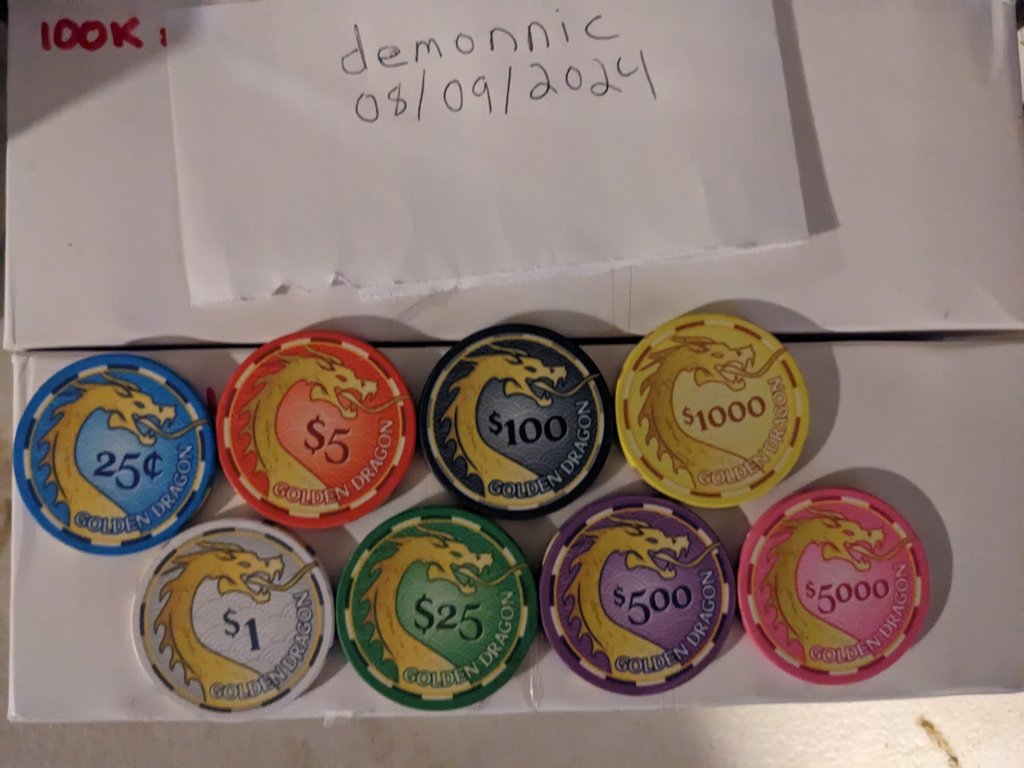 100K:
demonnic
08/09/2024
25¢
GOLDEN DRAGON
$5
GOLDEN DRAGON
$100
GOLDEN DRAGON
$1000
GOLDEN DRAGON
$1
GOLDEN DRAGON
$25
GOLDEN DRAGON
$500
GOLDEN DRAGON
$5000
GOLDEN DRAGON